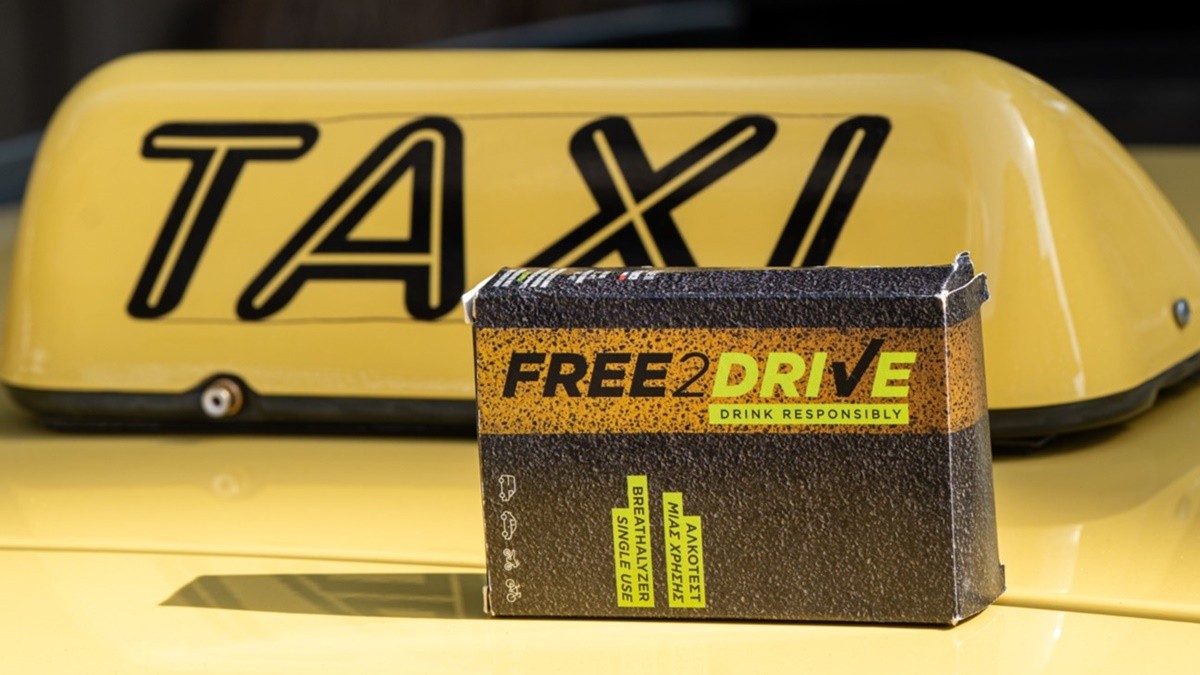 TAXI
FREE2DRIVE
DRINK RESPONSIBLY
BREATHALYZER
SINGLE USE
ΑΛΚΟΤΕΣΤ
ΜΙΑΣ ΧΡΗΣΗΣ